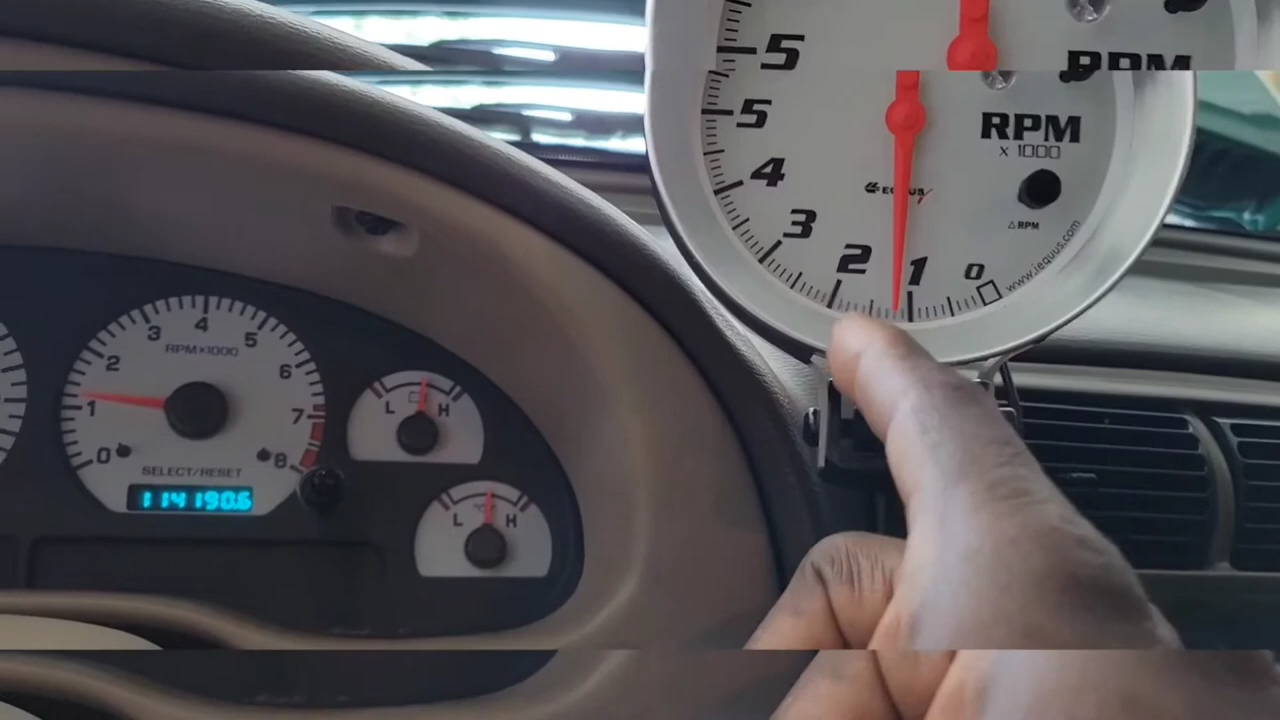 5
RPM
5
RPM
x 1000
4
EQUUS
3
△ RPM
2
1
0
www.iequus.com
4
3
5
RPM×1000
2
6
1
7
0
8
SELECT/RESET
114190.6
L
H
L
H